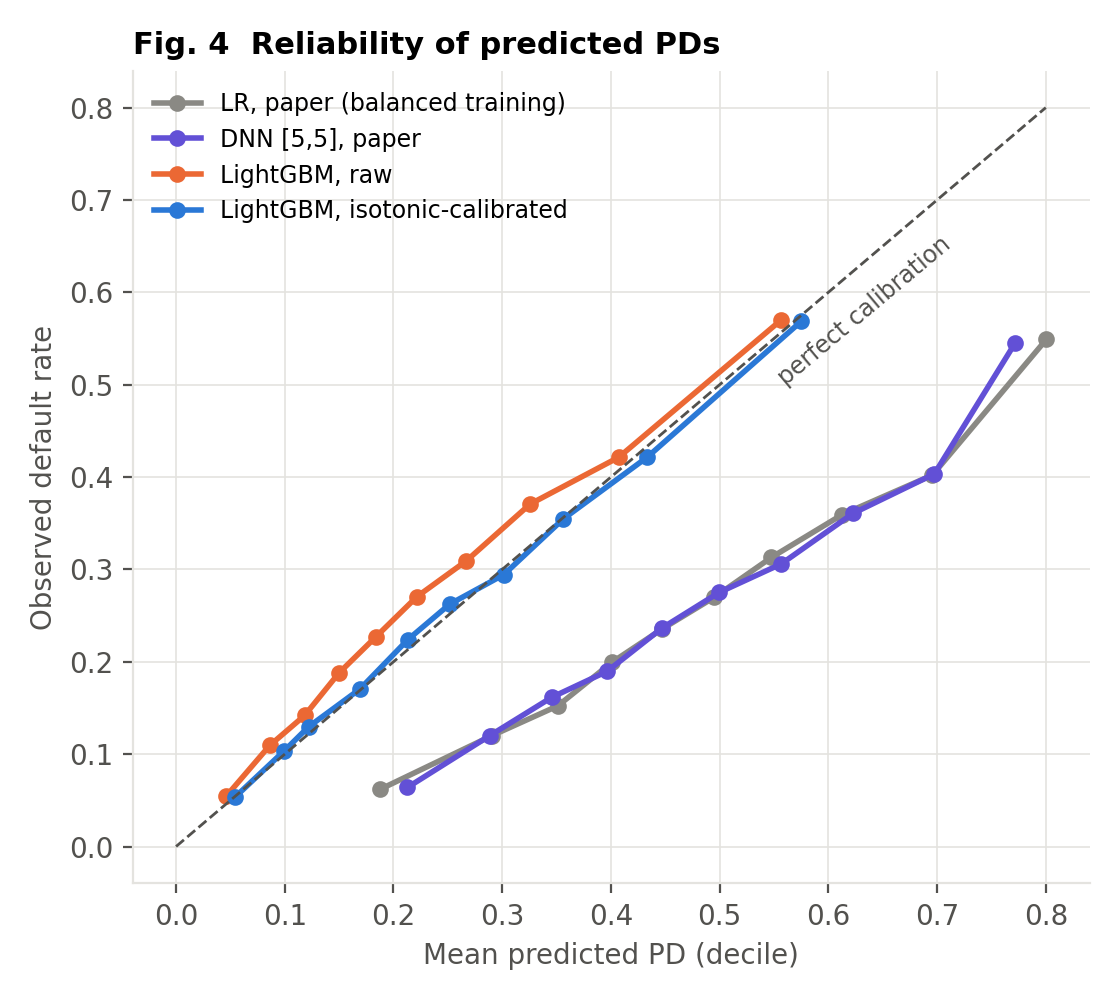 Fig. 4  Reliability of predicted PDs
LR, paper (balanced training)
DNN [5,5], paper
LightGBM, raw
LightGBM, isotonic-calibrated
perfect calibration
Observed default rate
0.8
0.7
0.6
0.5
0.4
0.3
0.2
0.1
0.0
0.0 0.1 0.2 0.3 0.4 0.5 0.6 0.7 0.8
Mean predicted PD (decile)